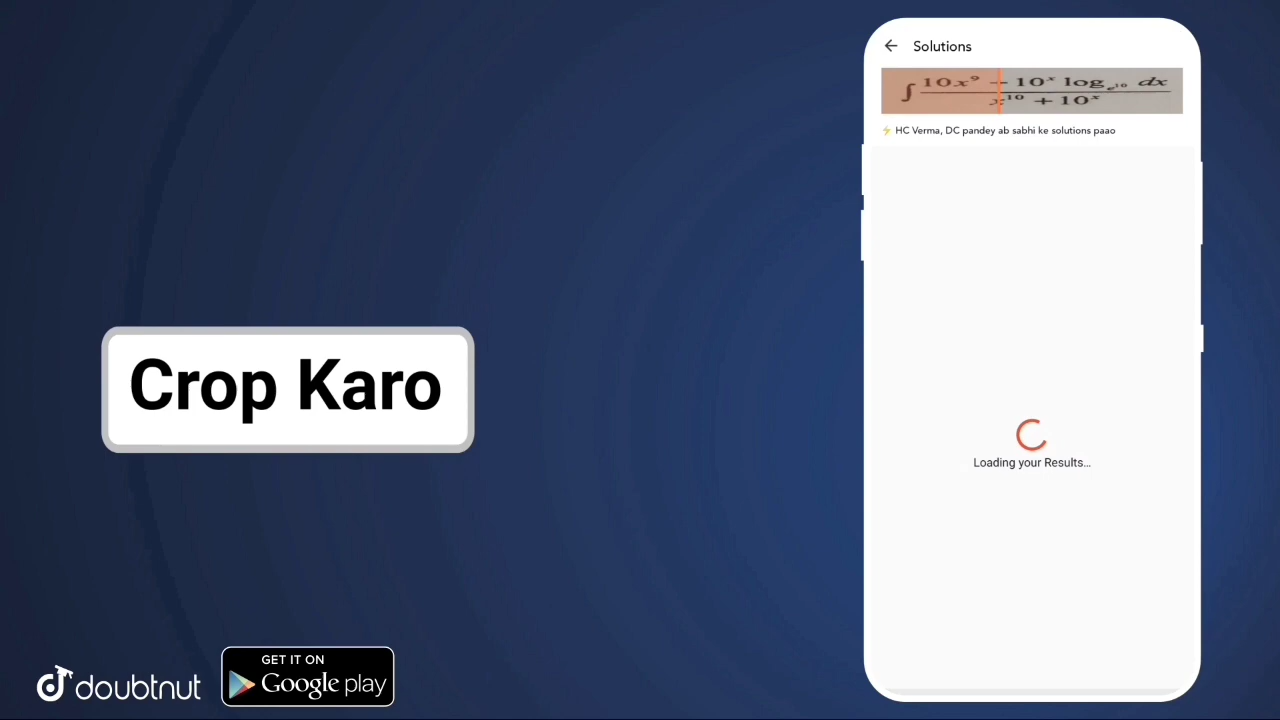 Solutions
∫ 10x⁹ + 10ˣ logₑ¹⁰ dx
x¹⁰ + 10ˣ
⚡ HC Verma, DC pandey ab sabhi ke solutions paao
Crop Karo
Loading your Results...
doubtnut
GET IT ON
Google play